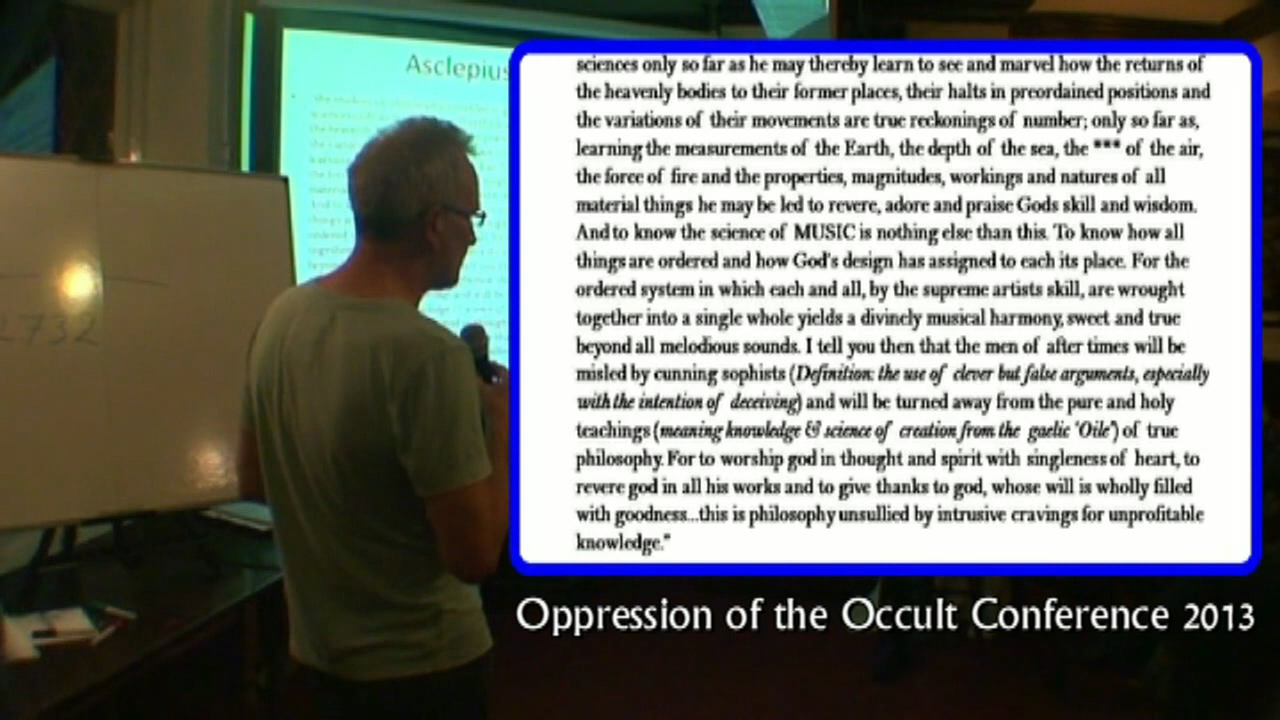 Asclepius
2732
sciences only so far as he may thereby learn to see and marvel how the returns of
the heavenly bodies to their former places, their halts in preordained positions and
the variations of their movements are true reckonings of number; only so far as,
learning the measurements of the Earth, the depth of the sea, the *** of the air,
the force of fire and the properties, magnitudes, workings and natures of all
material things he may be led to revere, adore and praise Gods skill and wisdom.
And to know the science of MUSIC is nothing else than this. To know how all
things are ordered and how God's design has assigned to each its place. For the
ordered system in which each and all, by the supreme artists skill, are wrought
together into a single whole yields a divinely musical harmony, sweet and true
beyond all melodious sounds. I tell you then that the men of after times will be
misled by cunning sophists (Definition: the use of clever but false arguments, especially
with the intention of deceiving) and will be turned away from the pure and holy
teachings (meaning knowledge & science of creation from the gaelic 'Oile') of true
philosophy. For to worship god in thought and spirit with singleness of heart, to
revere god in all his works and to give thanks to god, whose will is wholly filled
with goodness...this is philosophy unsullied by intrusive cravings for unprofitable
knowledge."
Oppression of the Occult Conference 2013